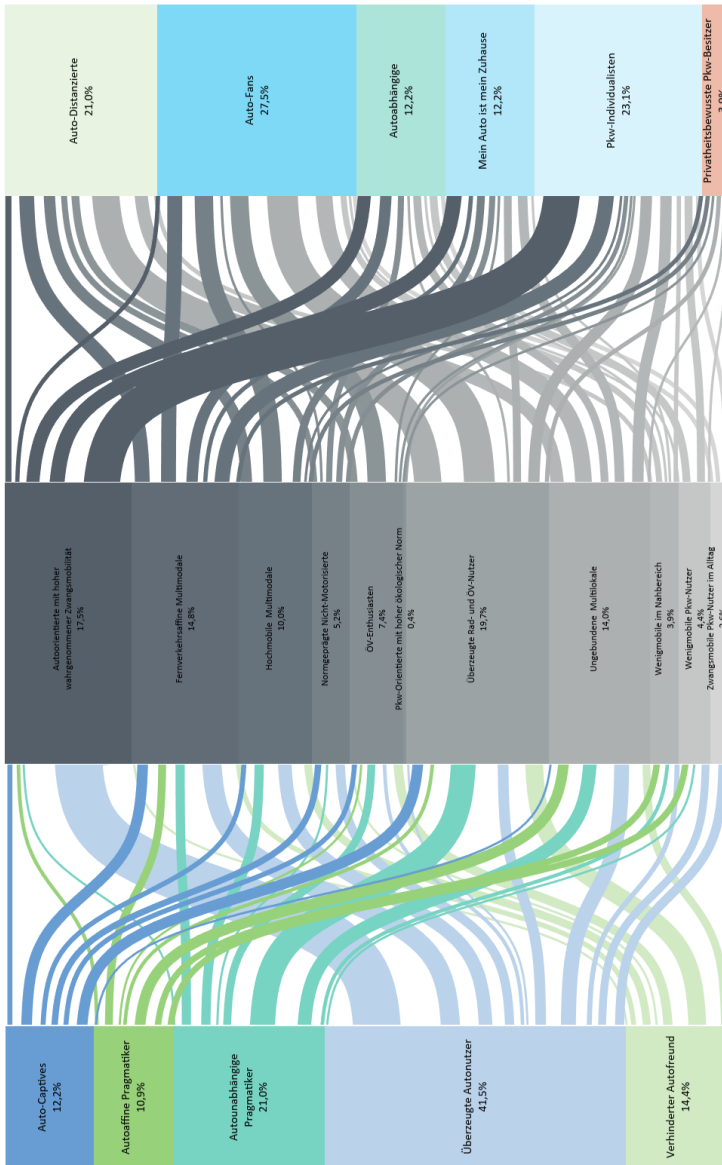 Auto-Distanzierte
21,0%
Auto-Fans
27,5%
Autoabhängige
12,2%
Mein Auto ist mein Zuhause
12,2%
Pkw-Individualisten
23,1%
Privatheitsbewusste Pkw-Besitzer
Autoorientierte mit hoher
wahrgenommener Zwangsmobilität
17,5%
Fernverkehrsaffine Multimodale
14,8%
Hochmobile Multimodale
10,0%
Normgeprägte Nicht-Motorisierte
5,2%
ÖV-Enthusiasten
7,4%
Pkw-Orientierte mit hoher ökologischer Norm
0,4%
Überzeugte Rad- und ÖV-Nutzer
19,7%
Ungebundene Multilokale
14,0%
Wenigmobile im Nahbereich
3,9%
Wenigmobile Pkw-Nutzer
4,4%
Zwangsmobile Pkw-Nutzer im Alltag
Auto-Captives
12,2%
Autoaffine Pragmatiker
10,9%
Autounabhängige
Pragmatiker
21,0%
Überzeugte Autonutzer
41,5%
Verhinderter Autofreund
14,4%